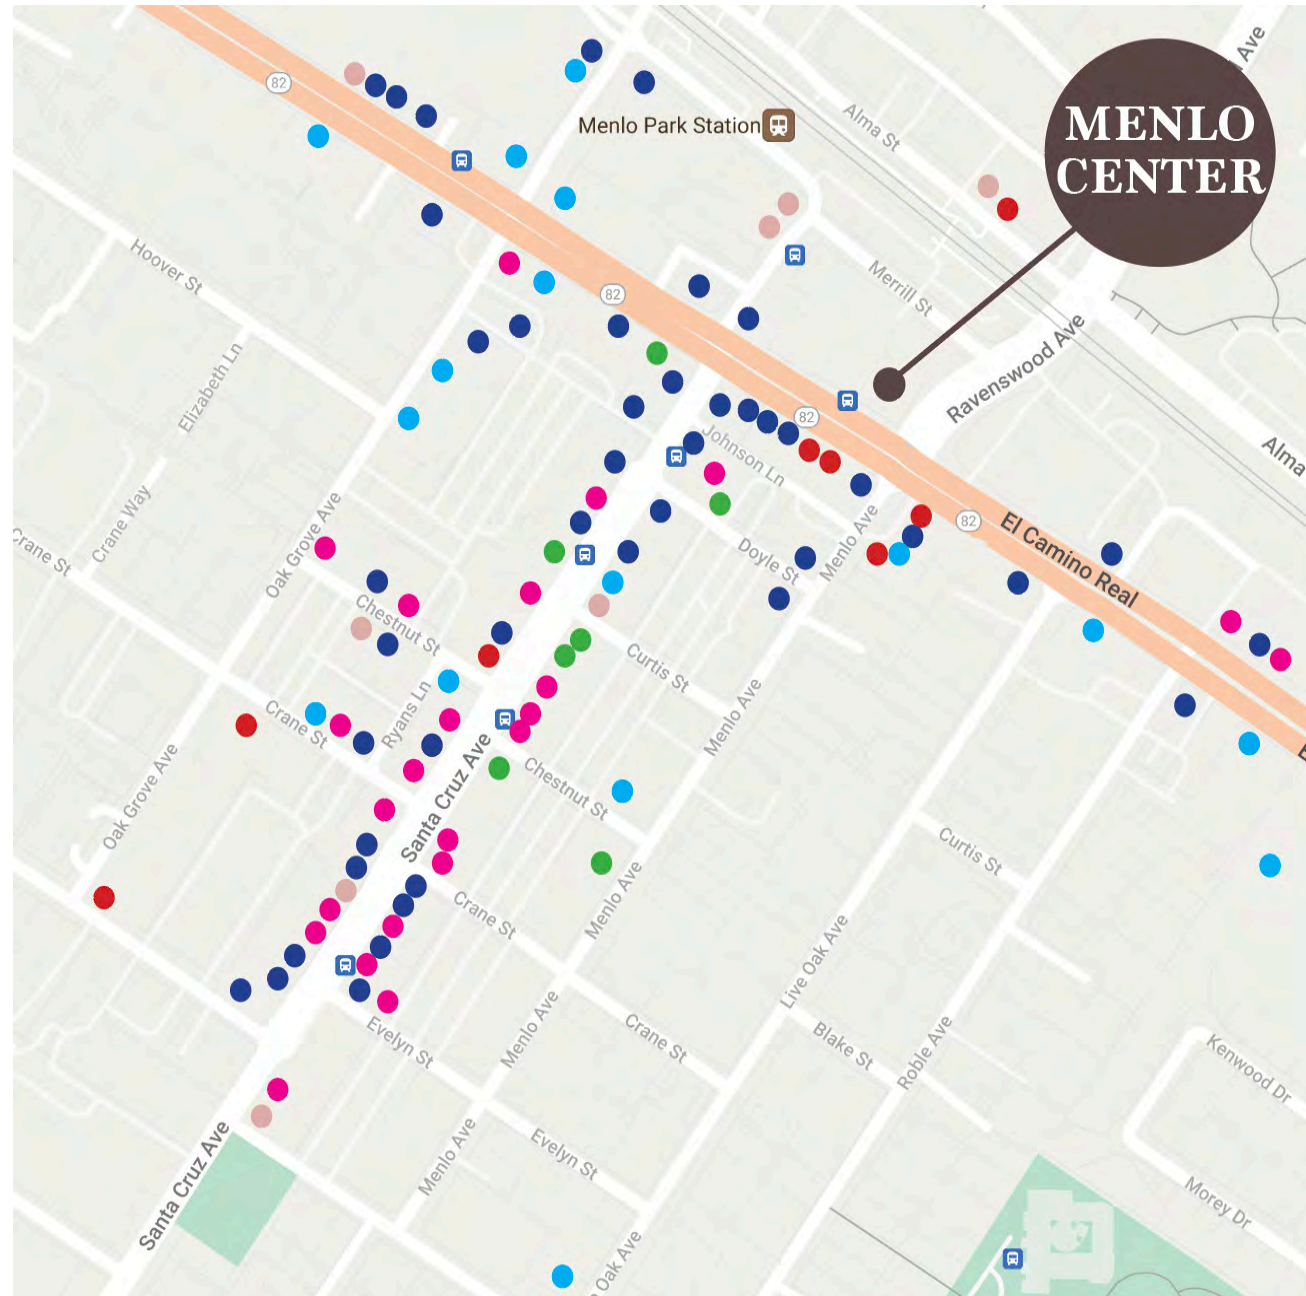 Ave
MENLO
CENTER
82
Menlo Park Station
Alma St
Hoover St
Merrill St
82
Ravenswood Ave
Elizabeth Ln
82
Johnson Ln
Alma
Crane Way
Oak Grove Ave
Crane St
Doyle St
Menlo Ave
82
El Camino Real
Chestnut St
Curtis St
Ryans Ln
Crane St
Menlo Ave
Oak Grove Ave
Santa Cruz Ave
Chestnut St
Curtis St
Menlo Ave
Crane St
Live Oak Ave
Menlo Ave
Crane St
Blake St
Roble Ave
Evelyn St
Kenwood Dr
Menlo Ave
Evelyn St
Santa Cruz Ave
Morey Dr
Oak Ave